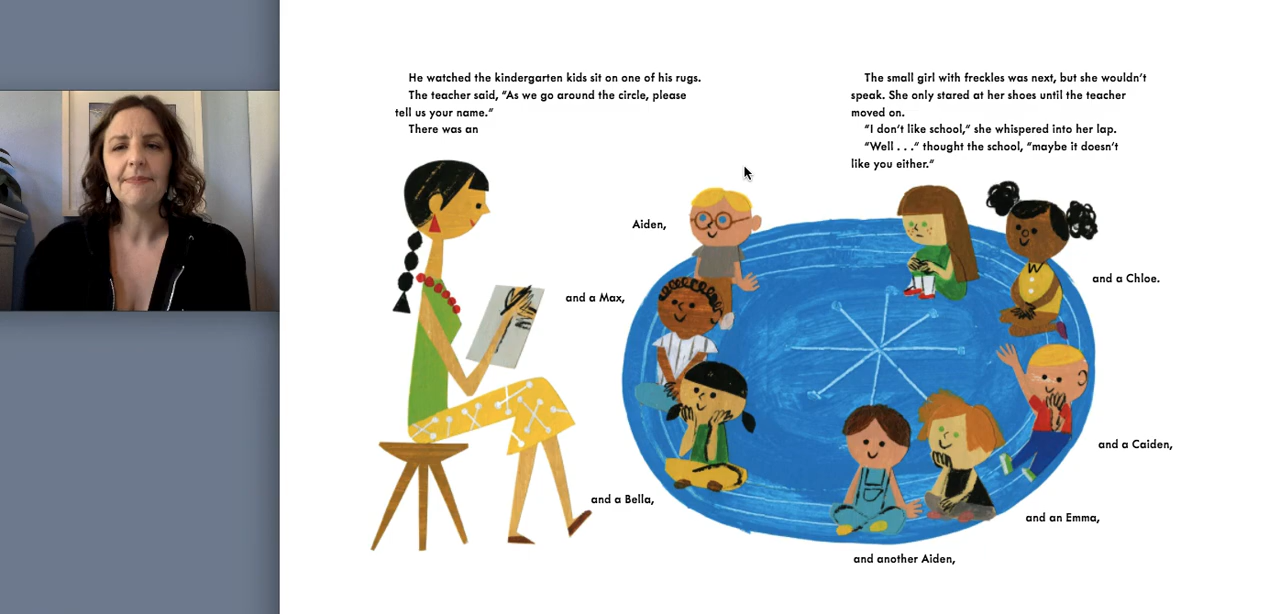 He watched the kindergarten kids sit on one of his rugs.
The teacher said, “As we go around the circle, please
tell us your name.”
There was an
Aiden,
and a Max,
and a Bella,
and another Aiden,
and an Emma,
and a Caiden,
and a Chloe.
The small girl with freckles was next, but she wouldn’t
speak. She only stared at her shoes until the teacher
moved on.
“I don’t like school,” she whispered into her lap.
“Well . . .” thought the school, “maybe it doesn’t
like you either.”